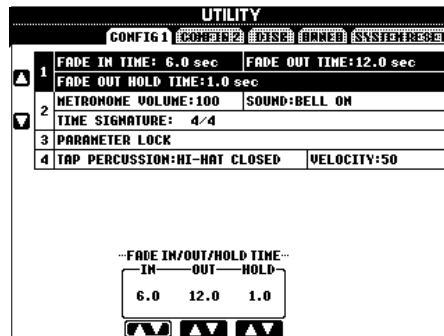 UTILITY
CONFIG 1 CONFIG 2 DISK OWNER SYSTEM RESET
1 FADE IN TIME: 6.0 sec FADE OUT TIME:12.0 sec
FADE OUT HOLD TIME:1.0 sec
2 METRONOME VOLUME:100 SOUND:BELL ON
TIME SIGNATURE: 4/4
3 PARAMETER LOCK
4 TAP PERCUSSION:HI-HAT CLOSED VELOCITY:50
FADE IN/OUT/HOLD TIME
IN OUT HOLD
6.0 12.0 1.0